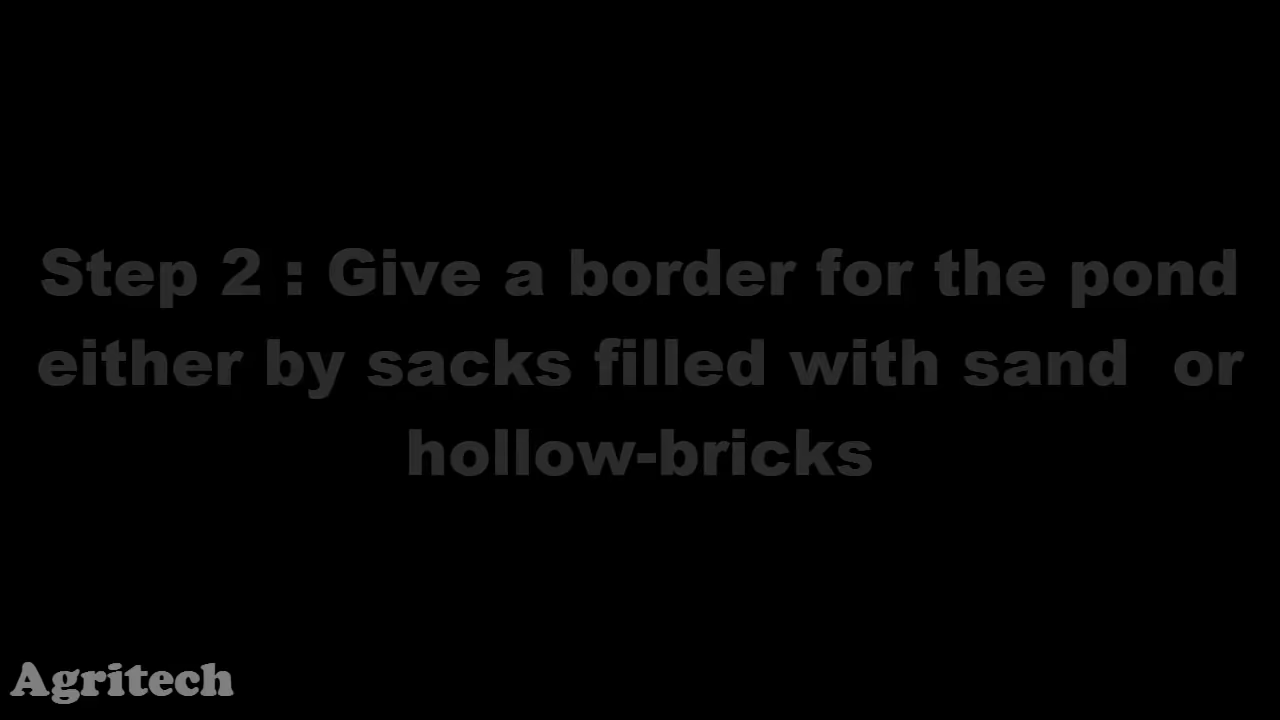 Step 2 : Give a border for the pond
either by sacks filled with sand  or
hollow-bricks
Agritech